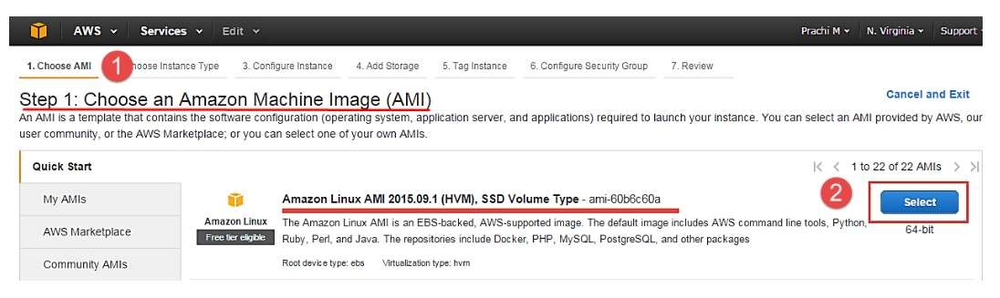 AWS Services Edit Prachi M N. Virginia Support
1. Choose AMI 1 hoose Instance Type 3. Configure Instance 4. Add Storage 5. Tag Instance 6. Configure Security Group 7. Review
Step 1: Choose an Amazon Machine Image (AMI) Cancel and Exit
An AMI is a template that contains the software configuration (operating system, application server, and applications) required to launch your instance. You can select an AMI provided by AWS, our
user community, or the AWS Marketplace; or you can select one of your own AMIs.
Quick Start 1 to 22 of 22 AMIs
My AMIs
AWS Marketplace
Community AMIs
Amazon Linux
Free tier eligible
Amazon Linux AMI 2015.09.1 (HVM), SSD Volume Type - ami-60b6c60a
The Amazon Linux AMI is an EBS-backed, AWS-supported image. The default image includes AWS command line tools, Python,
Ruby, Perl, and Java. The repositories include Docker, PHP, MySQL, PostgreSQL, and other packages
Root device type: ebs Virtualization type: hvm
2 Select
64-bit